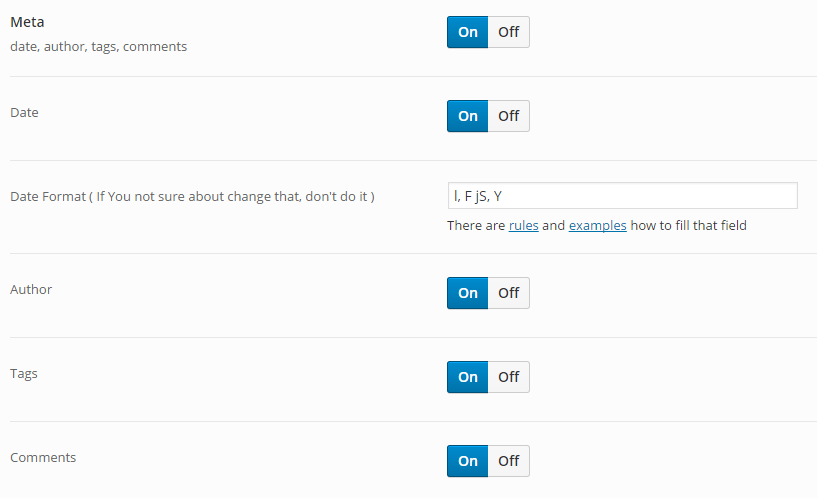 Meta
On Off
date, author, tags, comments
Date
On Off
Date Format ( If You not sure about change that, don't do it )
l, F jS, Y
There are rules and examples how to fill that field
Author
On Off
Tags
On Off
Comments
On Off